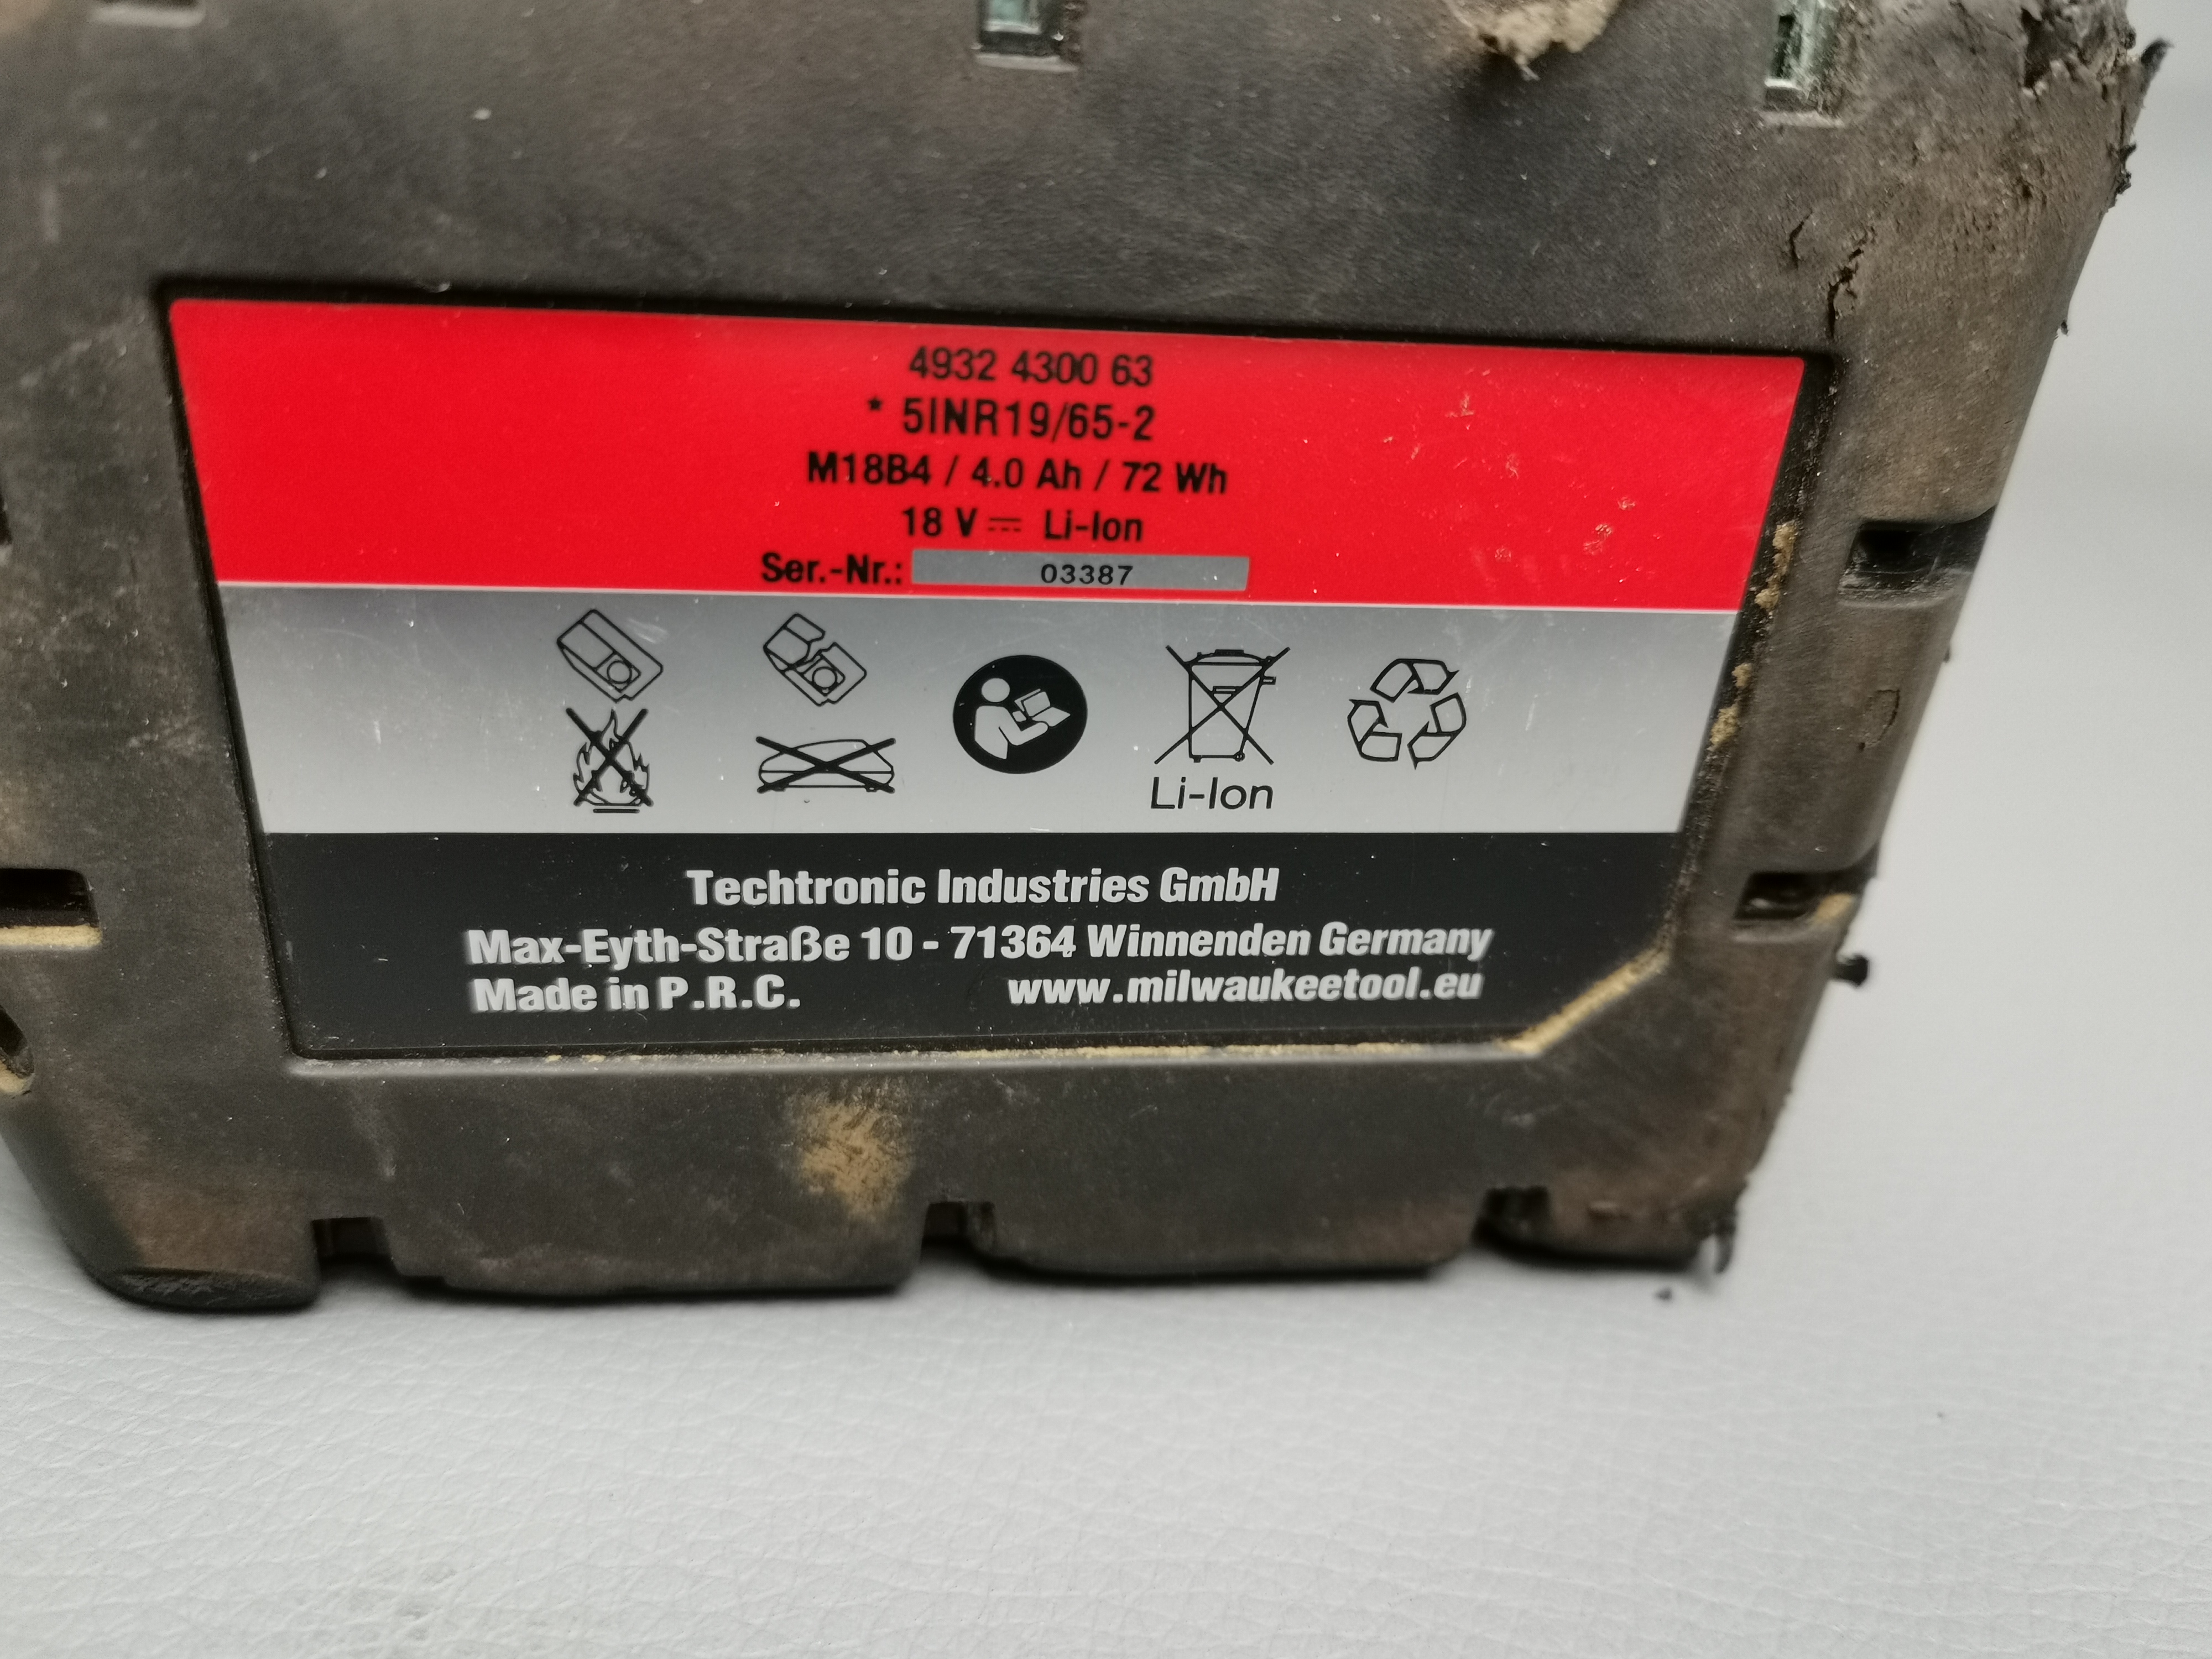 4932 4300 63
* 5INR19/65-2
M18B4 / 4.0 Ah / 72 Wh
18 V ⎓ Li-Ion
Ser.-Nr.: 03387
Li-Ion
Techtronic Industries GmbH
Max-Eyth-Straße 10 - 71364 Winnenden Germany
Made in P.R.C. www.milwaukeetool.eu